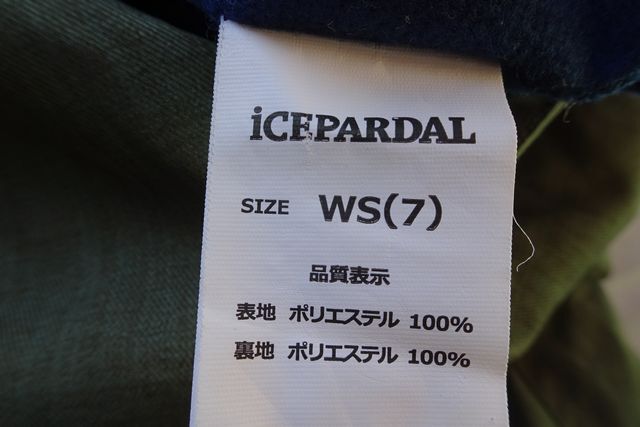 iCEPARDAL
SIZE WS(7)
品質表示
表地 ポリエステル 100%
裏地 ポリエステル 100%